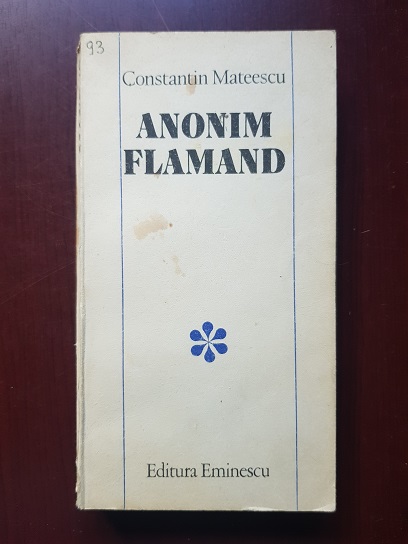 93
Constantin Mateescu
ANONIM
FLAMAND
Editura Eminescu